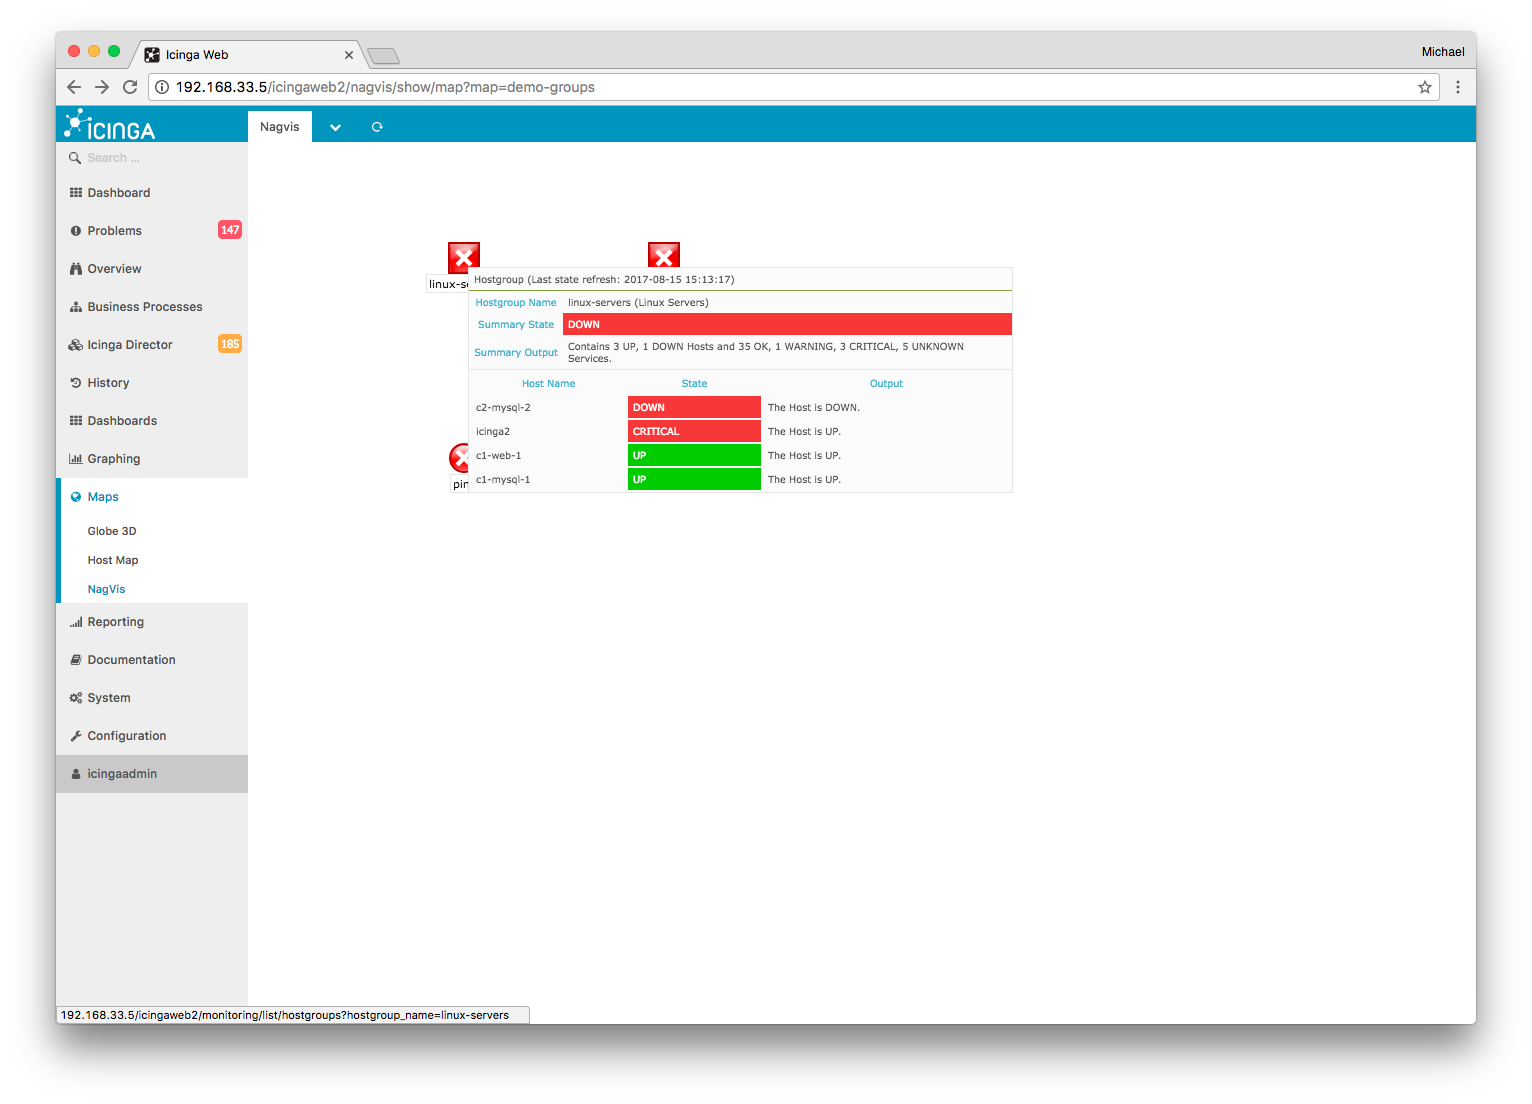 Icinga Web
Michael
192.168.33.5/icingaweb2/nagvis/show/map?map=demo-groups
ICINGA
Nagvis
Search ...
Dashboard
Problems 147
Overview
Business Processes
Icinga Director 185
History
Dashboards
Graphing
Maps
Globe 3D
Host Map
NagVis
Reporting
Documentation
System
Configuration
icingaadmin
linux-se
Hostgroup (Last state refresh: 2017-08-15 15:13:17)
Hostgroup Name linux-servers (Linux Servers)
Summary State DOWN
Summary Output Contains 3 UP, 1 DOWN Hosts and 35 OK, 1 WARNING, 3 CRITICAL, 5 UNKNOWN
Services.
Host Name State Output
c2-mysql-2 DOWN The Host is DOWN.
icinga2 CRITICAL The Host is UP.
c1-web-1 UP The Host is UP.
c1-mysql-1 UP The Host is UP.
pin
192.168.33.5/icingaweb2/monitoring/list/hostgroups?hostgroup_name=linux-servers